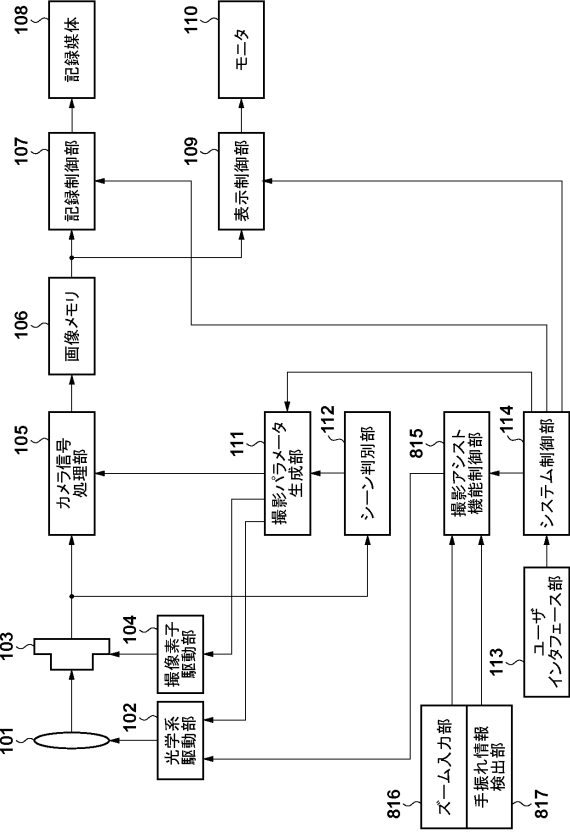 101
103
102
光学系
駆動部
104
撮像素子
駆動部
105
カメラ信号
処理部
106
画像メモリ
107
記録制御部
108
記録媒体
109
表示制御部
110
モニタ
111
撮影パラメータ
生成部
112
シーン判別部
815
撮影アシスト
機能制御部
114
システム制御部
113
ユーザ
インタフェース部
816
ズーム入力部
817
手振れ情報
検出部